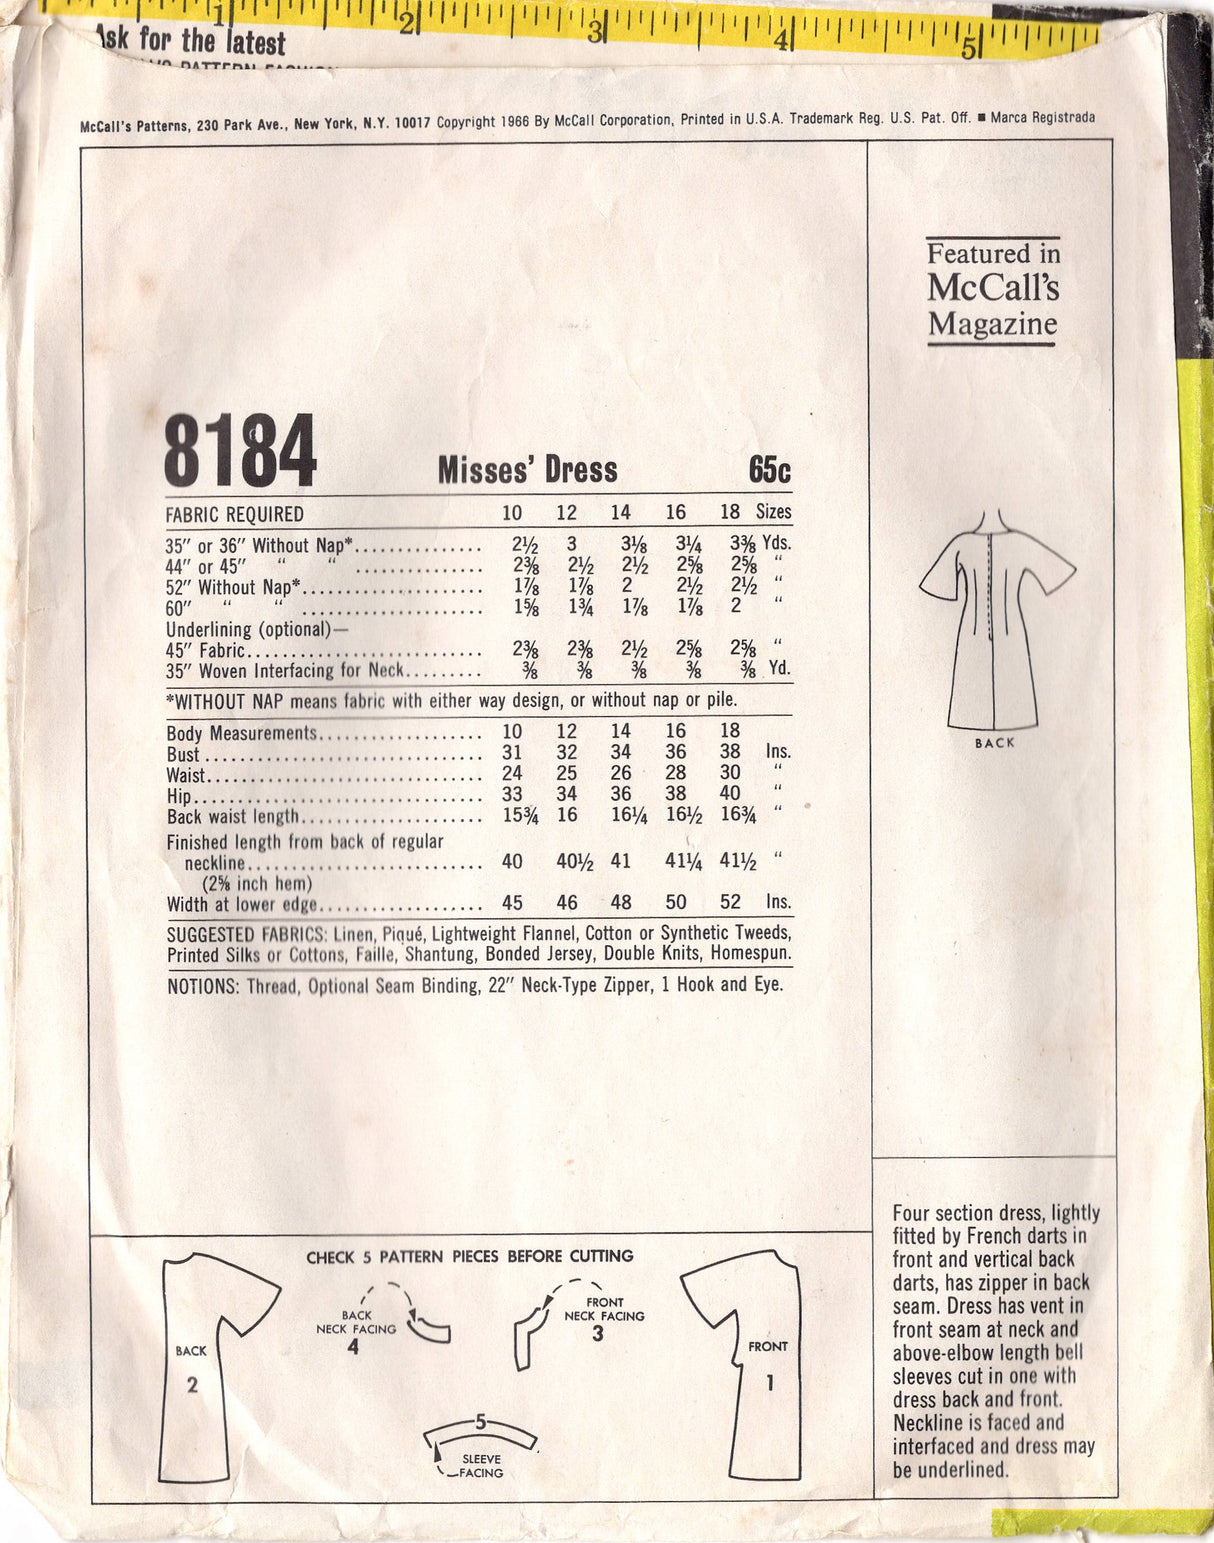 1 2 3 4 5
Ask for the latest
McCall's Patterns, 230 Park Ave., New York, N.Y. 10017 Copyright 1966 By McCall Corporation, Printed in U.S.A. Trademark Reg. U.S. Pat. Off. ■ Marca Registrada
Featured in
McCall's
Magazine
8184 Misses' Dress 65c
FABRIC REQUIRED 10 12 14 16 18 Sizes
35" or 36" Without Nap*............... 2½ 3 3⅛ 3¼ 3⅜ Yds.
44" or 45" " " ............... 2⅜ 2½ 2½ 2⅝ 2⅝ "
52" Without Nap*..................... 1⅞ 1⅞ 2 2½ 2½ "
60" " " ..................... 1⅝ 1¾ 1⅞ 1⅞ 2 "
Underlining (optional)—
45" Fabric........................... 2⅜ 2⅜ 2½ 2⅝ 2⅝ "
35" Woven Interfacing for Neck......... ⅜ ⅜ ⅜ ⅜ ⅜ Yd.
*WITHOUT NAP means fabric with either way design, or without nap or pile.
Body Measurements................... 10 12 14 16 18
Bust ................................ 31 32 34 36 38 Ins.
Waist................................ 24 25 26 28 30 "
Hip.................................. 33 34 36 38 40 "
Back waist length..................... 15¾ 16 16¼ 16½ 16¾ "
Finished length from back of regular
neckline........................... 40 40½ 41 41¼ 41½ "
(2⅝ inch hem)
Width at lower edge................... 45 46 48 50 52 Ins.
SUGGESTED FABRICS: Linen, Piqué, Lightweight Flannel, Cotton or Synthetic Tweeds,
Printed Silks or Cottons, Faille, Shantung, Bonded Jersey, Double Knits, Homespun.
NOTIONS: Thread, Optional Seam Binding, 22" Neck-Type Zipper, 1 Hook and Eye.
BACK
CHECK 5 PATTERN PIECES BEFORE CUTTING
BACK
2
BACK
NECK FACING
4
FRONT
NECK FACING
3
5
SLEEVE
FACING
FRONT
1
Four section dress, lightly
fitted by French darts in
front and vertical back
darts, has zipper in back
seam. Dress has vent in
front seam at neck and
above-elbow length bell
sleeves cut in one with
dress back and front.
Neckline is faced and
interfaced and dress may
be underlined.